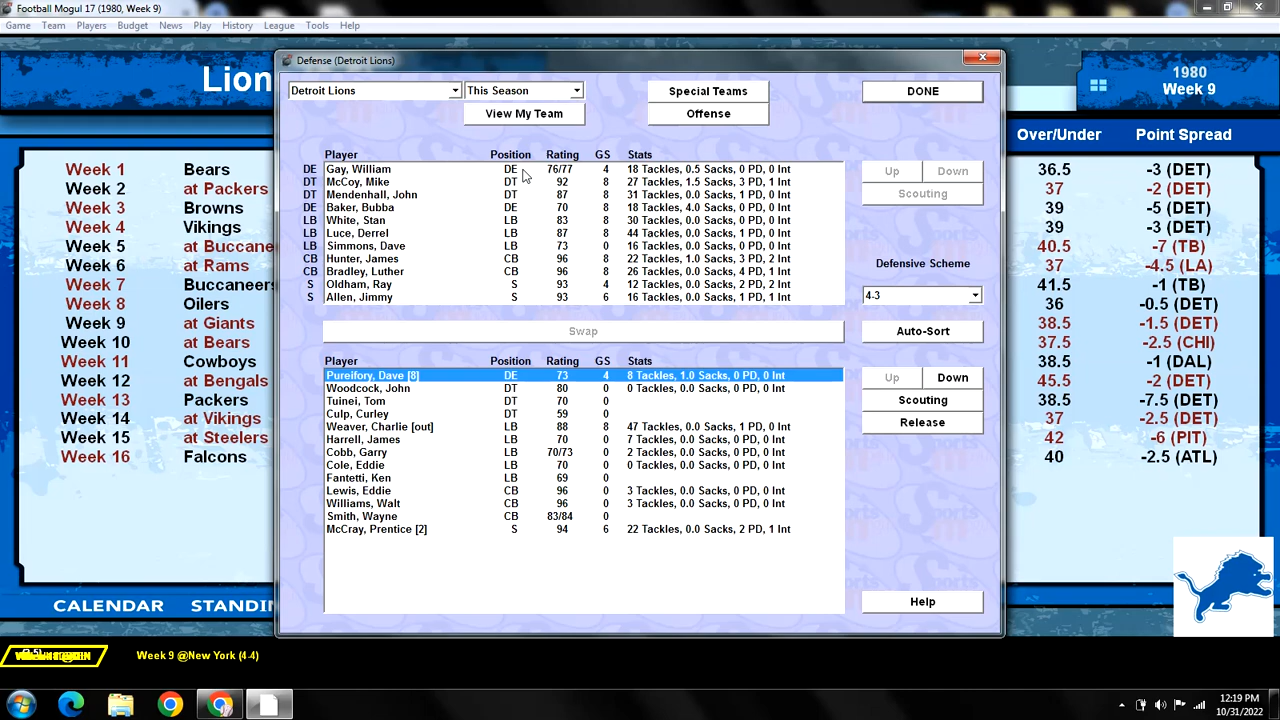 Football Mogul 17 (1980, Week 9)
Game Team Players Budget News Play History League Tools Help
Lion
1980
Week 9
Over/Under Point Spread
Week 1 Bears 36.5 -3 (DET)
Week 2 at Packers 37 -2 (DET)
Week 3 Browns 39 -5 (DET)
Week 4 Vikings 39 -3 (DET)
Week 5 at Buccane 40.5 -7 (TB)
Week 6 at Rams 37 -4.5 (LA)
Week 7 Buccaneers 41.5 -1 (TB)
Week 8 Oilers 36 -0.5 (DET)
Week 9 at Giants 38.5 -1.5 (DET)
Week 10 at Bears 37.5 -2.5 (CHI)
Week 11 Cowboys 38.5 -1 (DAL)
Week 12 at Bengals 45.5 -2 (DET)
Week 13 Packers 38.5 -7.5 (DET)
Week 14 at Vikings 37 -2.5 (DET)
Week 15 at Steelers 42 -6 (PIT)
Week 16 Falcons 40 -2.5 (ATL)
CALENDAR STANDIN
Week 9 @New York (4-4)
Defense (Detroit Lions)
Detroit Lions This Season Special Teams DONE
View My Team Offense
Player Position Rating GS Stats
DE Gay, William DE 76/77 4 18 Tackles, 0.5 Sacks, 0 PD, 0 Int
DT McCoy, Mike DT 92 8 27 Tackles, 1.5 Sacks, 3 PD, 1 Int
DT Mendenhall, John DT 87 8 31 Tackles, 0.0 Sacks, 1 PD, 0 Int
DE Baker, Bubba DE 70 8 18 Tackles, 4.0 Sacks, 0 PD, 0 Int
LB White, Stan LB 83 8 30 Tackles, 0.0 Sacks, 0 PD, 0 Int
LB Luce, Derrel LB 87 8 44 Tackles, 0.0 Sacks, 1 PD, 0 Int
LB Simmons, Dave LB 73 0 16 Tackles, 0.0 Sacks, 0 PD, 0 Int
CB Hunter, James CB 96 8 22 Tackles, 1.0 Sacks, 3 PD, 2 Int
CB Bradley, Luther CB 96 8 26 Tackles, 0.0 Sacks, 4 PD, 1 Int
S Oldham, Ray S 93 4 12 Tackles, 0.0 Sacks, 2 PD, 2 Int
S Allen, Jimmy S 93 6 16 Tackles, 0.0 Sacks, 1 PD, 1 Int
Up Down
Scouting
Defensive Scheme
4-3
Swap Auto-Sort
Player Position Rating GS Stats
Pureifory, Dave [8] DE 73 4 8 Tackles, 1.0 Sacks, 0 PD, 0 Int
Woodcock, John DT 80 0 0 Tackles, 0.0 Sacks, 0 PD, 0 Int
Tuinei, Tom DT 70 0
Culp, Curley DT 59 0
Weaver, Charlie [out] LB 88 8 47 Tackles, 0.0 Sacks, 1 PD, 0 Int
Harrell, James LB 70 0 7 Tackles, 0.0 Sacks, 0 PD, 0 Int
Cobb, Garry LB 70/73 0 2 Tackles, 0.0 Sacks, 0 PD, 0 Int
Cole, Eddie LB 70 0 0 Tackles, 0.0 Sacks, 0 PD, 0 Int
Fantetti, Ken LB 69 0
Lewis, Eddie CB 96 0 3 Tackles, 0.0 Sacks, 0 PD, 0 Int
Williams, Walt CB 96 0 3 Tackles, 0.0 Sacks, 0 PD, 0 Int
Smith, Wayne CB 83/84 0
McCray, Prentice [2] S 94 6 22 Tackles, 0.0 Sacks, 2 PD, 1 Int
Up Down
Scouting
Release
Help
12:19 PM
10/31/2022